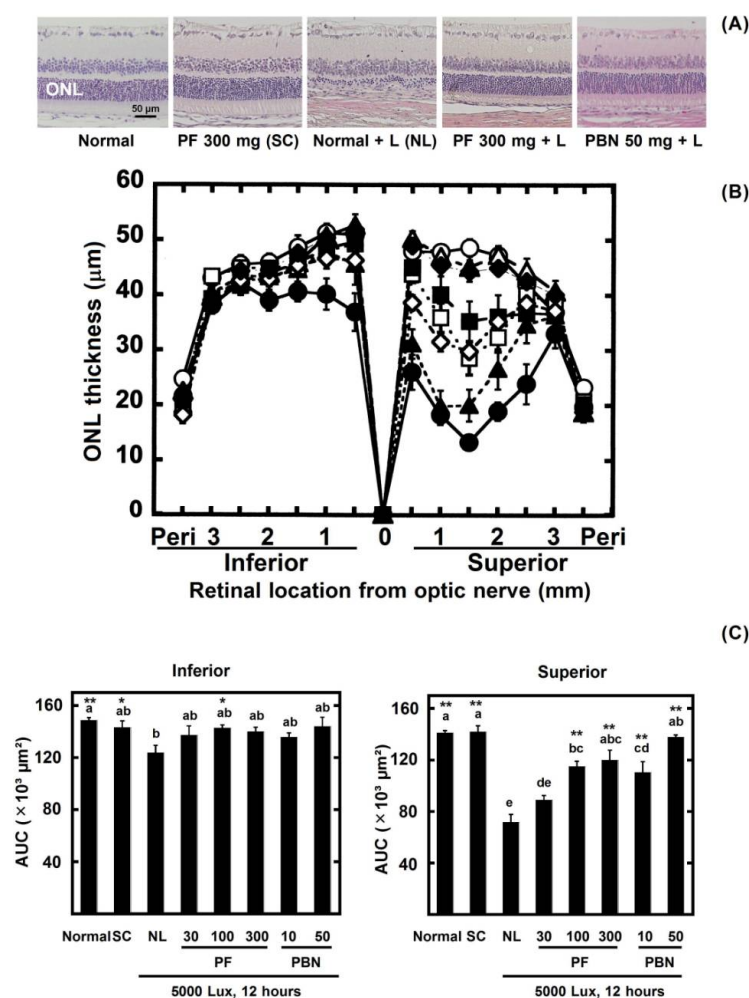 (A)
ONL
50 µm
Normal PF 300 mg (SC) Normal + L (NL) PF 300 mg + L PBN 50 mg + L
(B)
ONL thickness (µm)
60
50
40
30
20
10
0
Peri 3 2 1 0 1 2 3 Peri
Inferior Superior
Retinal location from optic nerve (mm)
(C)
Inferior
AUC (×10³ µm²)
160
120
80
40
** * *
a ab b ab ab ab ab ab
Normal SC NL 30 100 300 10 50
PF PBN
5000 Lux, 12 hours
Superior
AUC (×10³ µm²)
160
120
80
40
** ** ** ** ** **
a a e de bc abc cd ab
Normal SC NL 30 100 300 10 50
PF PBN
5000 Lux, 12 hours